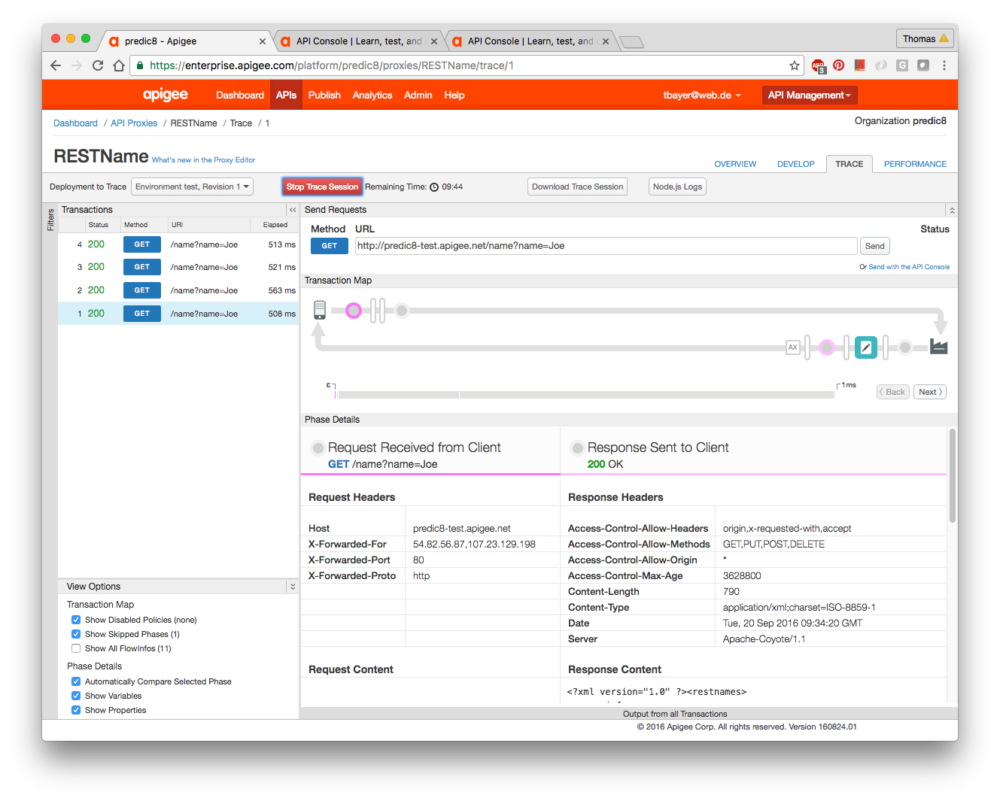 predic8 - Apigee
API Console | Learn, test, and
API Console | Learn, test, and
Thomas
https://enterprise.apigee.com/platform/predic8/proxies/RESTName/trace/1
ABP
3
G
apigee
Dashboard APIs Publish Analytics Admin Help
tbayer@web.de
API Management
Dashboard / API Proxies / RESTName / Trace / 1
Organization predic8
RESTName What's new in the Proxy Editor
OVERVIEW DEVELOP TRACE PERFORMANCE
Deployment to Trace Environment test, Revision 1 Stop Trace Session Remaining Time: 09:44 Download Trace Session Node.js Logs
Filters
Transactions
Status Method URI Elapsed
4 200 GET /name?name=Joe 513 ms
3 200 GET /name?name=Joe 521 ms
2 200 GET /name?name=Joe 563 ms
1 200 GET /name?name=Joe 508 ms
View Options
Transaction Map
Show Disabled Policies (none)
Show Skipped Phases (1)
Show All FlowInfos (11)
Phase Details
Automatically Compare Selected Phase
Show Variables
Show Properties
Send Requests
Method URL Status
GET http://predic8-test.apigee.net/name?name=Joe Send
Or Send with the API Console
Transaction Map
AX
ε 1ms
Back Next
Phase Details
Request Received from Client
GET /name?name=Joe
Request Headers
Host predic8-test.apigee.net
X-Forwarded-For 54.82.56.87,107.23.129.198
X-Forwarded-Port 80
X-Forwarded-Proto http
Request Content
Response Sent to Client
200 OK
Response Headers
Access-Control-Allow-Headers origin,x-requested-with,accept
Access-Control-Allow-Methods GET,PUT,POST,DELETE
Access-Control-Allow-Origin *
Access-Control-Max-Age 3628800
Content-Length 790
Content-Type application/xml;charset=ISO-8859-1
Date Tue, 20 Sep 2016 09:34:20 GMT
Server Apache-Coyote/1.1
Response Content
<?xml version="1.0" ?><restnames>
Output from all Transactions
© 2016 Apigee Corp. All rights reserved. Version 160824.01